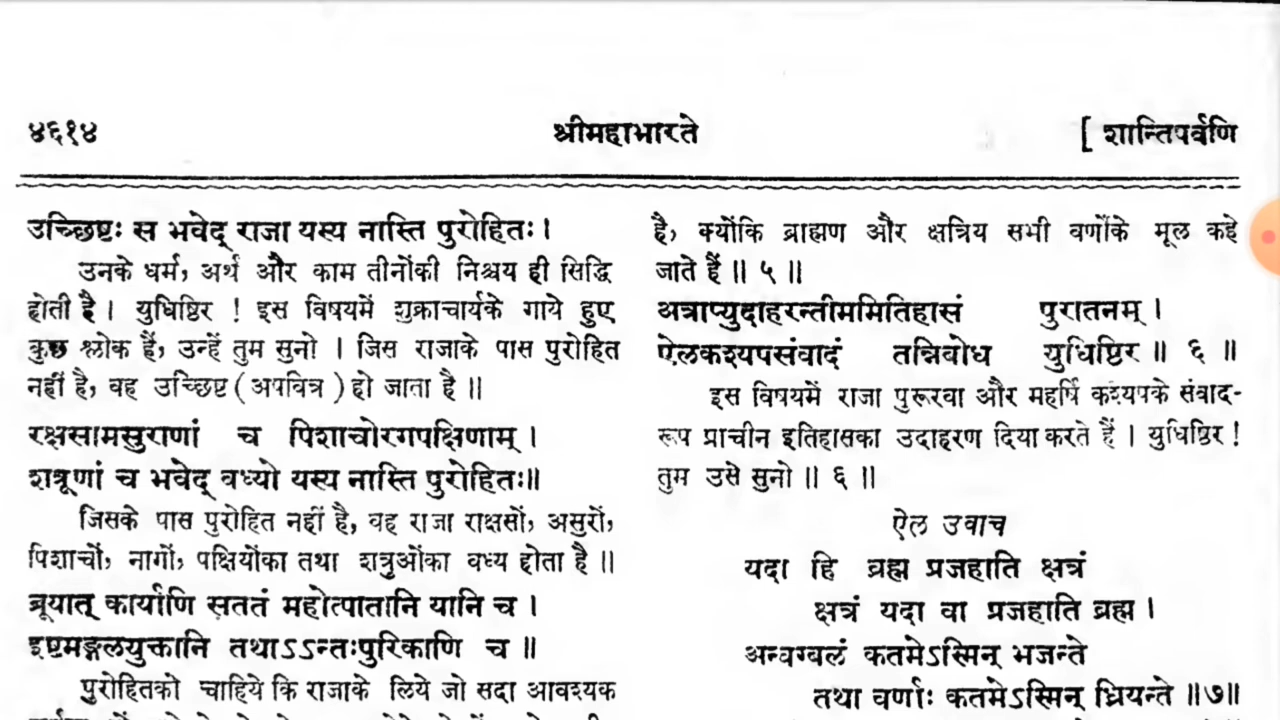 ४६१४ श्रीमहाभारते [ शान्तिपर्वणि
उच्छिष्टः स भवेद् राजा यस्य नास्ति पुरोहितः ।
उनके धर्म, अर्थ और काम तीनोंकी निश्चय ही सिद्धि
होती है । युधिष्ठिर ! इस विषयमें शुक्राचार्यके गाये हुए
कुछ श्लोक हैं, उन्हें तुम सुनो । जिस राजाके पास पुरोहित
नहीं है, वह उच्छिष्ट ( अपवित्र ) हो जाता है ॥
रक्षसामसुराणां च पिशाचोरगपक्षिणाम् ।
शत्रूणां च भवेद् वध्यो यस्य नास्ति पुरोहितः॥
जिसके पास पुरोहित नहीं है, वह राजा राक्षसों, असुरों,
पिशाचों, नागों, पक्षियोंका तथा शत्रुओंका वध्य होता है ॥
ब्रूयात् कार्याणि सततं महोत्पातानि यानि च ।
इष्टमङ्गलयुक्तानि तथाऽऽन्तःपुरिकाणि च ॥
पुरोहितको चाहिये कि राजाके लिये जो सदा आवश्यक
है, क्योंकि ब्राह्मण और क्षत्रिय सभी वर्णोंके मूल कहे
जाते हैं ॥ ५ ॥
अत्राप्युदाहरन्तीममितिहासं पुरातनम् ।
ऐलकश्यपसंवादं तन्निबोध युधिष्ठिर ॥ ६ ॥
इस विषयमें राजा पुरूरवा और महर्षि कश्यपके संवाद-
रूप प्राचीन इतिहासका उदाहरण दिया करते हैं । युधिष्ठिर !
तुम उसे सुनो ॥ ६ ॥
ऐल उवाच
यदा हि ब्रह्म प्रजहाति क्षत्रं
क्षत्रं यदा वा प्रजहाति ब्रह्म ।
अन्वग्बलं कतमेऽस्मिन् भजन्ते
तथा वर्णाः कतमेऽस्मिन् ध्रियन्ते ॥७॥